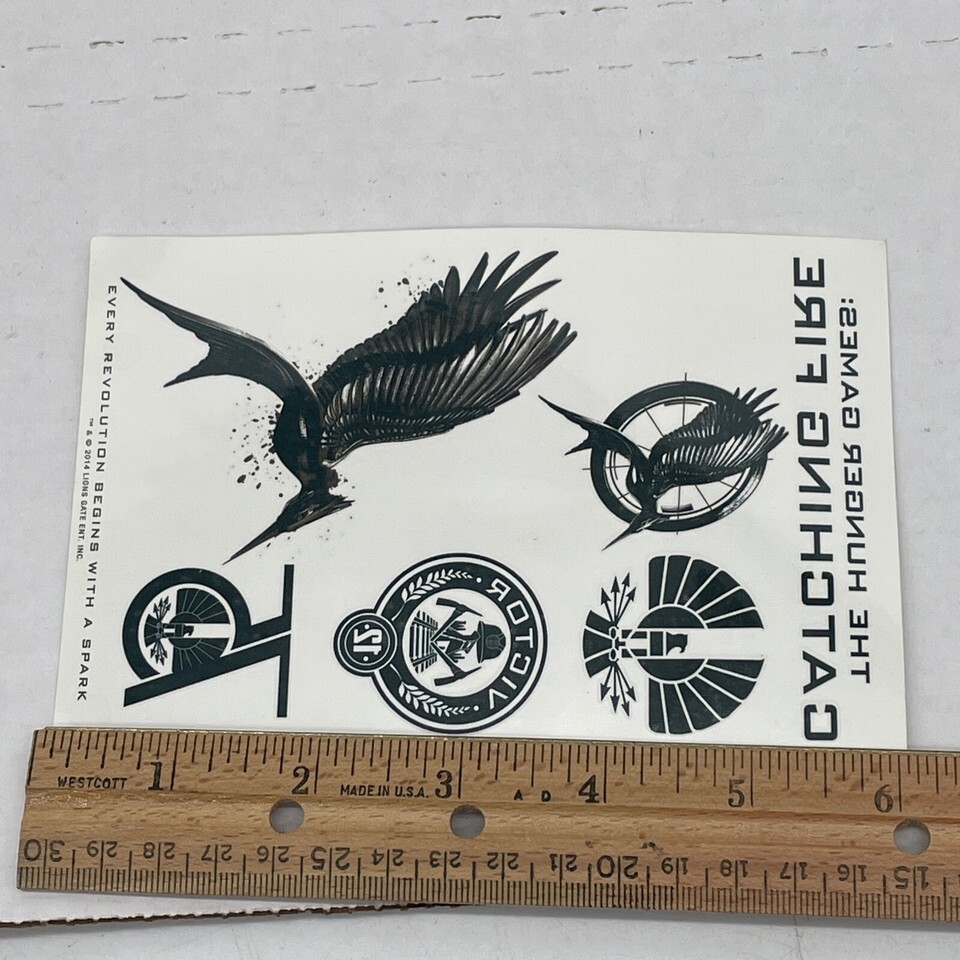 THE HUNGER GAMES:
CATCHING FIRE
VICTOR
12
EVERY REVOLUTION BEGINS WITH A SPARK
™ & © 2014 LIONS GATE ENT. INC.
1 2 3 4 5 6
WESTCOTT MADE IN U.S.A. A D
30 29 28 27 26 25 24 23 22 21 20 19 18 17 16 15